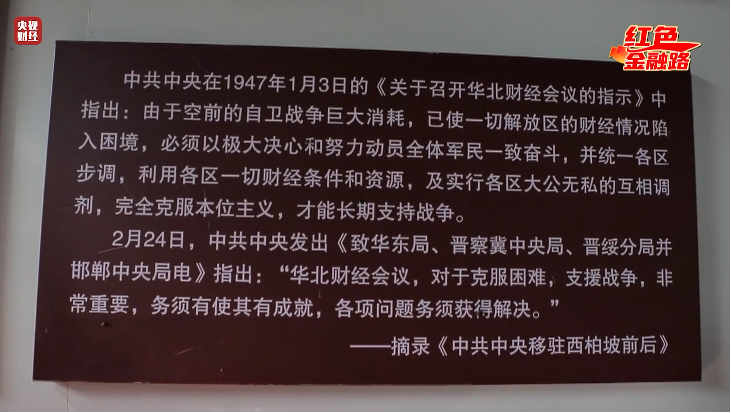 央视
财经
红色
金融路
中共中央在1947年1月3日的《关于召开华北财经会议的指示》中
指出：由于空前的自卫战争巨大消耗，已使一切解放区的财经情况陷
入困境，必须以极大决心和努力动员全体军民一致奋斗，并统一各区
步调，利用各区一切财经条件和资源，及实行各区大公无私的互相调
剂，完全克服本位主义，才能长期支持战争。
2月24日，中共中央发出《致华东局、晋察冀中央局、晋绥分局并
邯郸中央局电》指出：“华北财经会议，对于克服困难，支援战争，非
常重要，务须有使其有成就，各项问题务须获得解决。”
——摘录《中共中央移驻西柏坡前后》